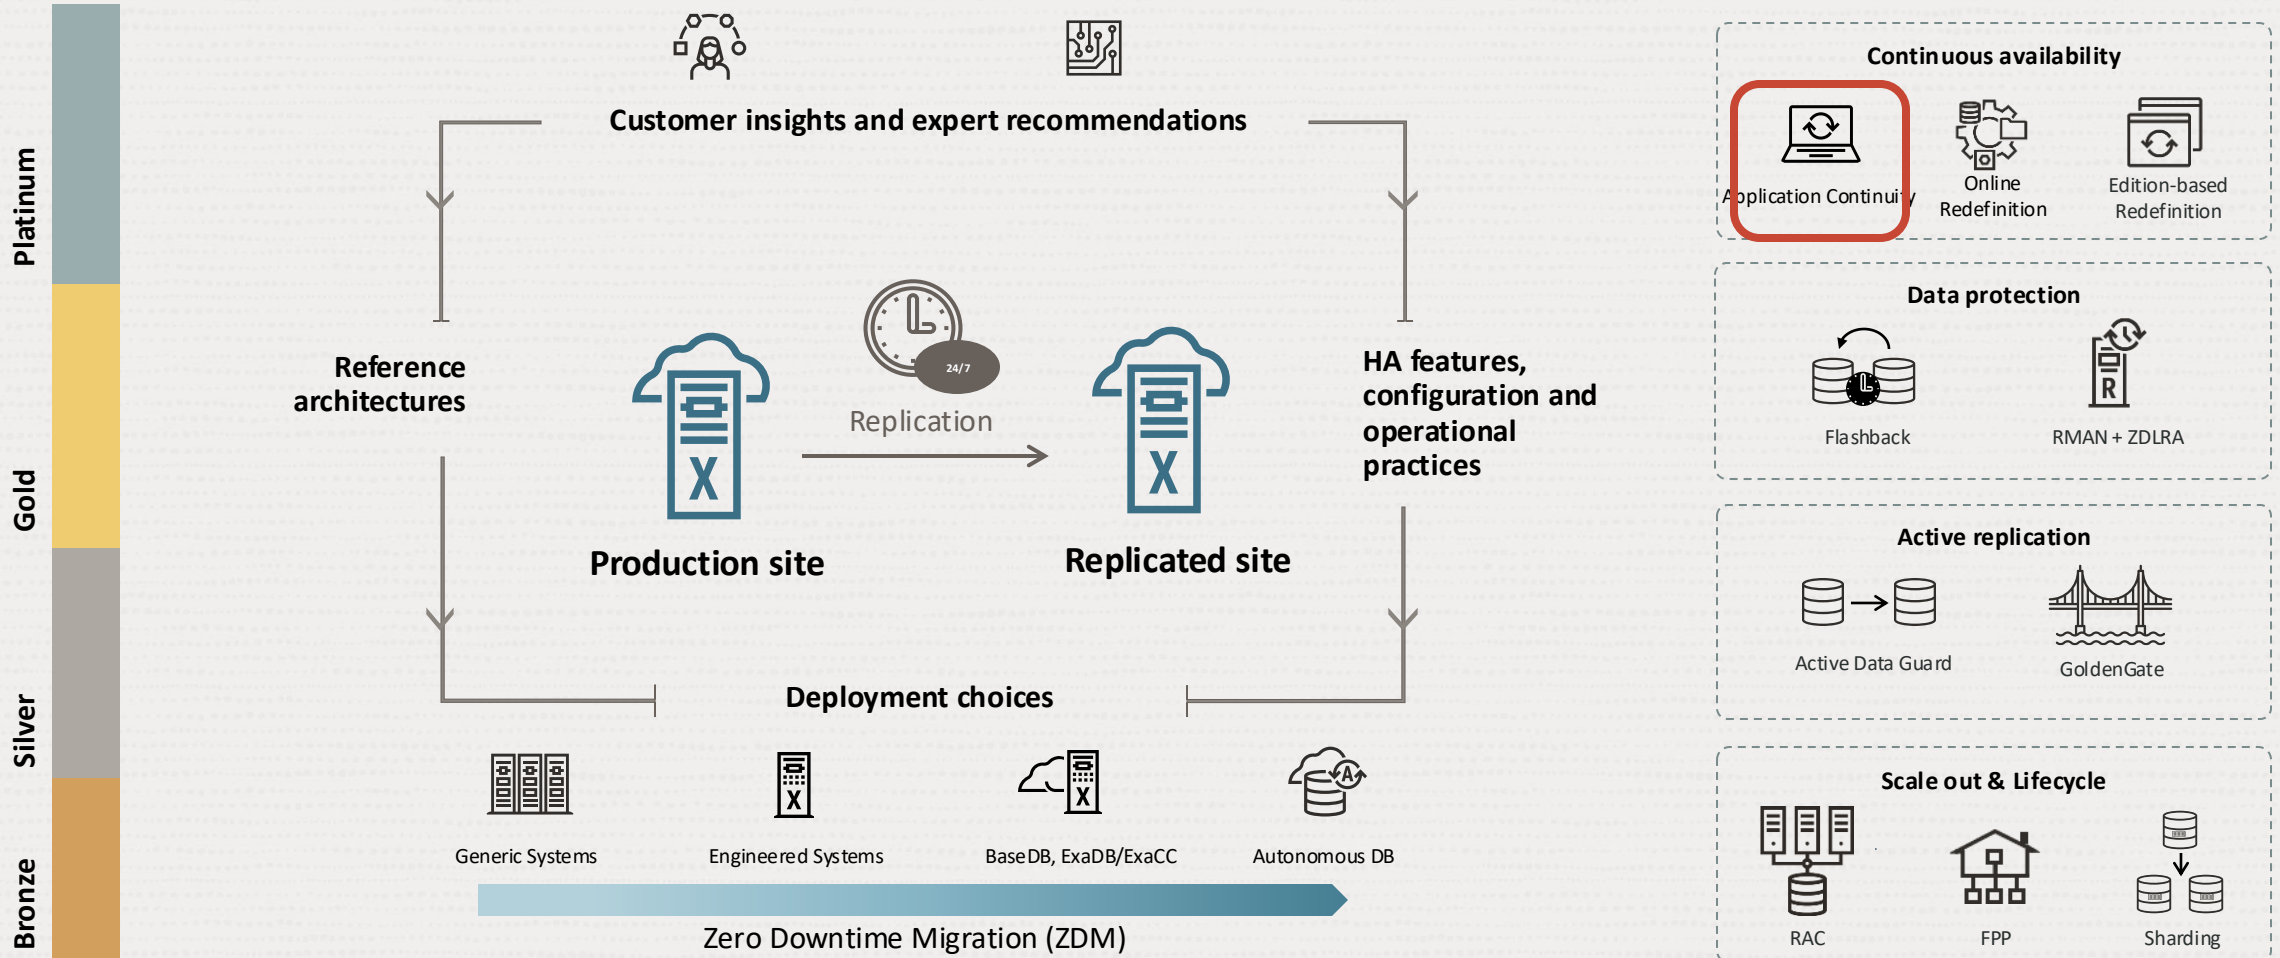 Platinum
Gold
Silver
Bronze
Customer insights and expert recommendations
Reference
architectures
24/7
Replication
X
Production site
X
Replicated site
HA features,
configuration and
operational
practices
Deployment choices
X
X
A
Generic Systems
Engineered Systems
BaseDB, ExaDB/ExaCC
Autonomous DB
Zero Downtime Migration (ZDM)
Continuous availability
Application Continuity
Online
Redefinition
Edition-based
Redefinition
Data protection
R
Flashback
RMAN + ZDLRA
Active replication
Active Data Guard
GoldenGate
Scale out & Lifecycle
RAC
FPP
Sharding